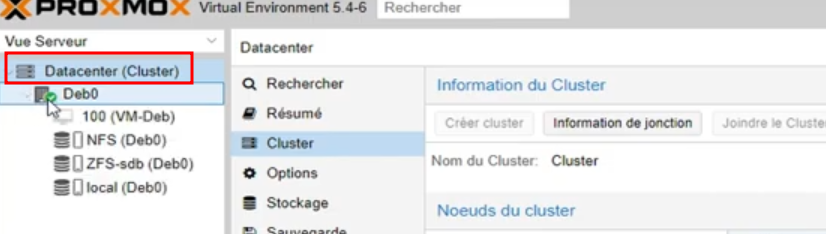 PROXMOX Virtual Environment 5.4-6 Rechercher
Vue Serveur
Datacenter (Cluster)
Deb0
100 (VM-Deb)
NFS (Deb0)
ZFS-sdb (Deb0)
local (Deb0)
Datacenter
Rechercher
Résumé
Cluster
Options
Stockage
Sauvegarde
Information du Cluster
Créer cluster Information de jonction Joindre le Cluster
Nom du Cluster: Cluster
Noeuds du cluster